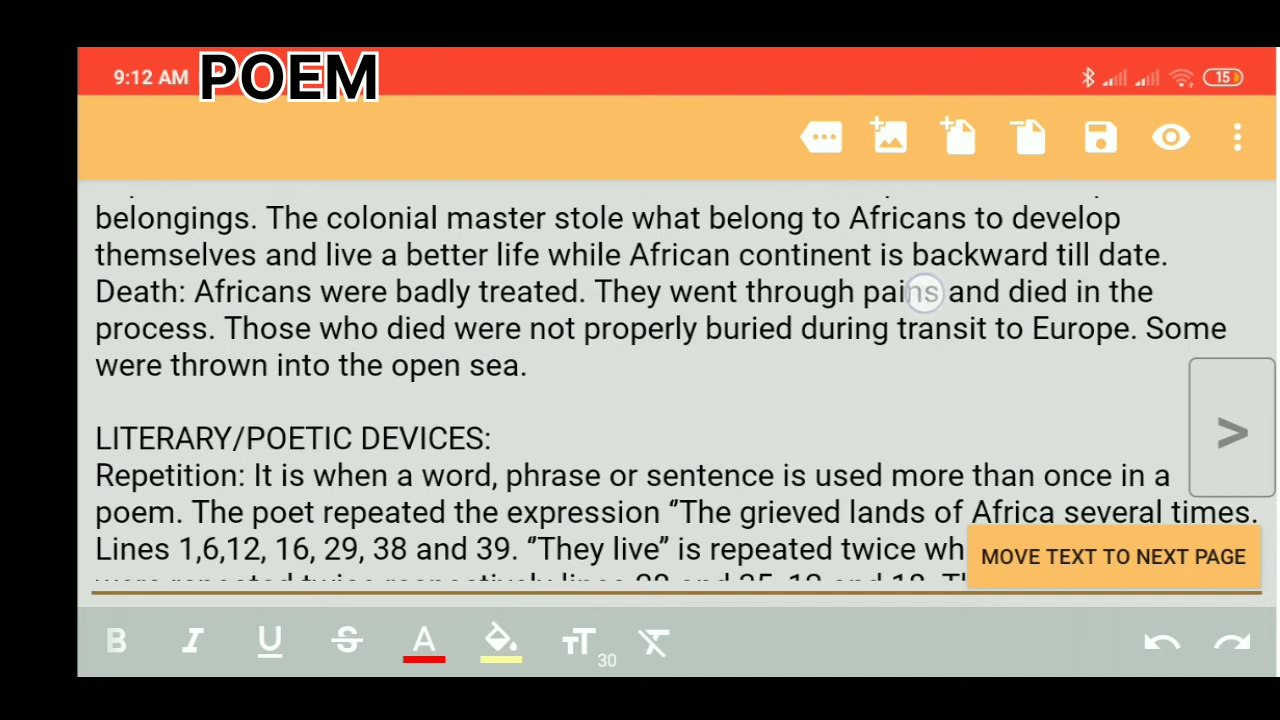 9:12 AM POEM 15
belongings. The colonial master stole what belong to Africans to develop
themselves and live a better life while African continent is backward till date.
Death: Africans were badly treated. They went through pains and died in the
process. Those who died were not properly buried during transit to Europe. Some
were thrown into the open sea.
LITERARY/POETIC DEVICES:
Repetition: It is when a word, phrase or sentence is used more than once in a
poem. The poet repeated the expression “The grieved lands of Africa several times.
Lines 1,6,12, 16, 29, 38 and 39. “They live” is repeated twice wh
MOVE TEXT TO NEXT PAGE
B I U S A TT 30